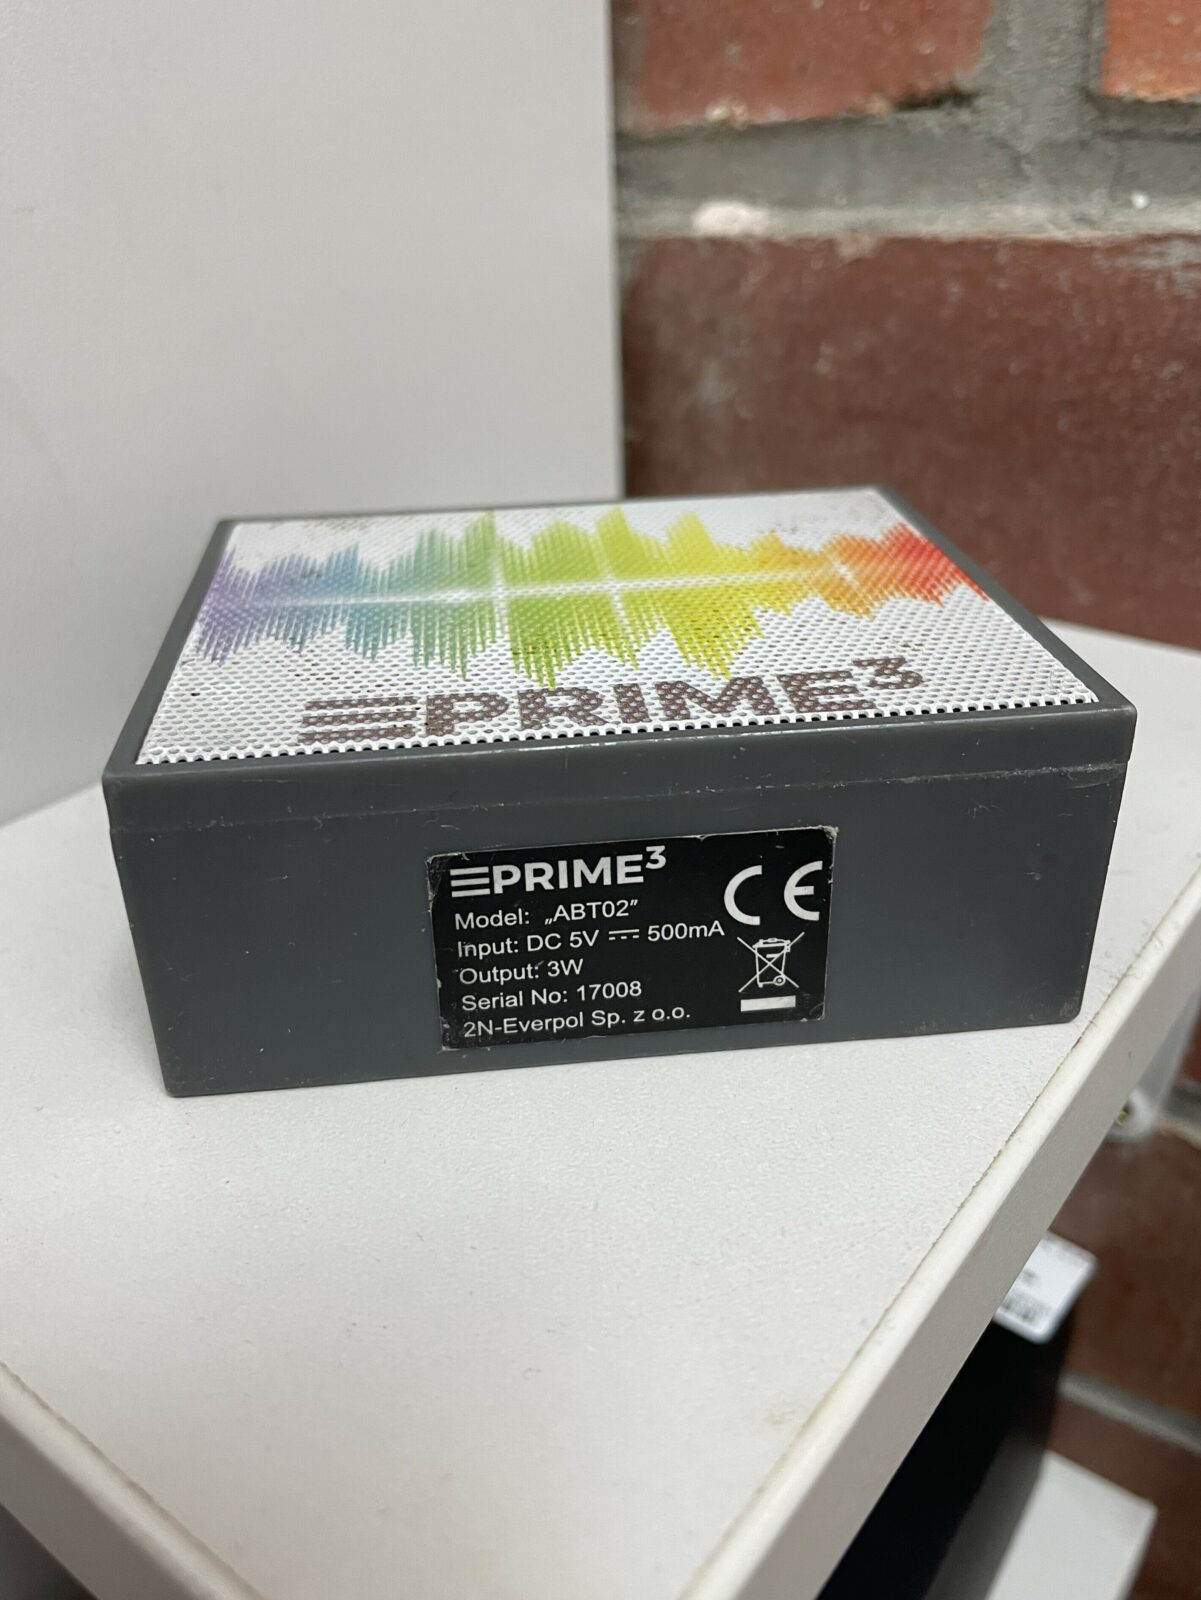 PRIME³
PRIME³
Model: „ABT02”
Input: DC 5V ⎓ 500mA
Output: 3W
Serial No: 17008
2N-Everpol Sp. z o.o.
CE